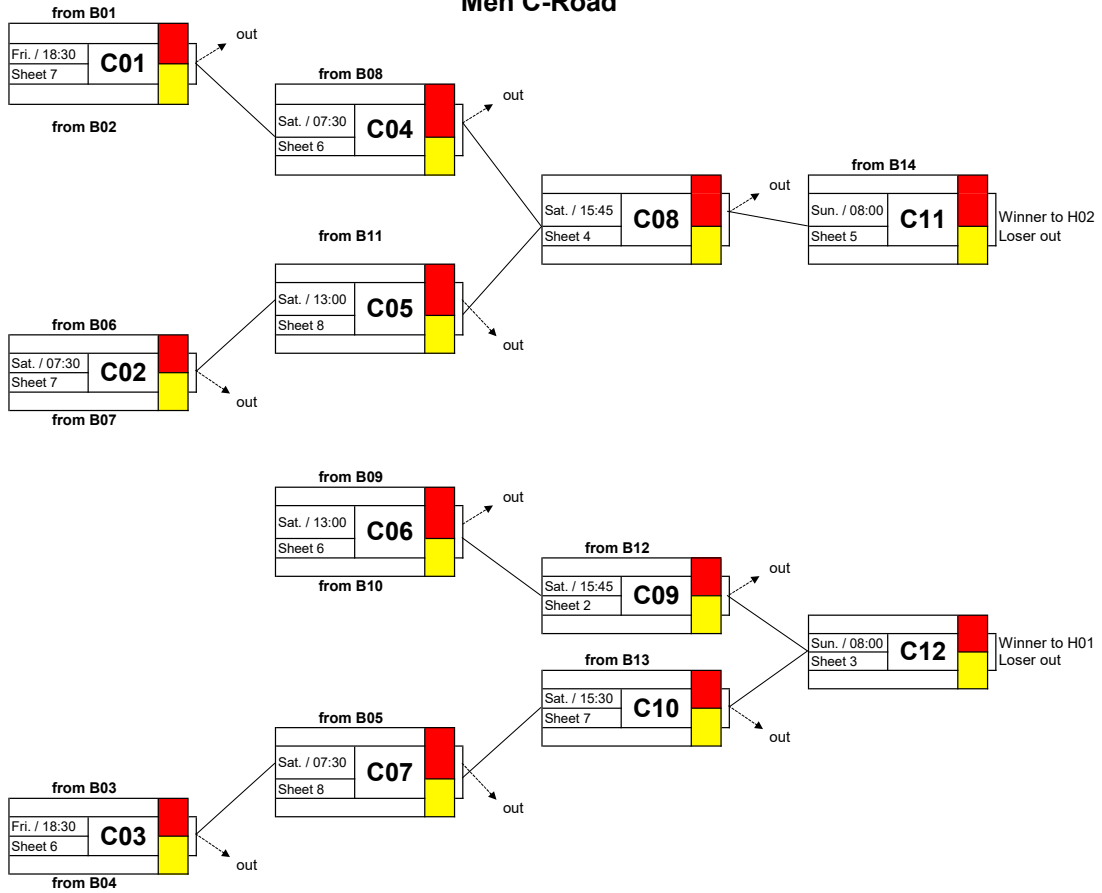 Men C-Road
from B01
Fri. / 18:30
Sheet 7
C01
out
from B02
from B08
Sat. / 07:30
Sheet 6
C04
out
from B11
Sat. / 13:00
Sheet 8
C05
out
from B06
Sat. / 07:30
Sheet 7
C02
out
from B07
Sat. / 15:45
Sheet 4
C08
out
from B14
Sun. / 08:00
Sheet 5
C11
Winner to H02
Loser out
from B09
Sat. / 13:00
Sheet 6
C06
out
from B10
from B12
Sat. / 15:45
Sheet 2
C09
out
from B13
Sat. / 15:30
Sheet 7
C10
out
Sun. / 08:00
Sheet 3
C12
Winner to H01
Loser out
from B05
Sat. / 07:30
Sheet 8
C07
out
from B03
Fri. / 18:30
Sheet 6
C03
out
from B04